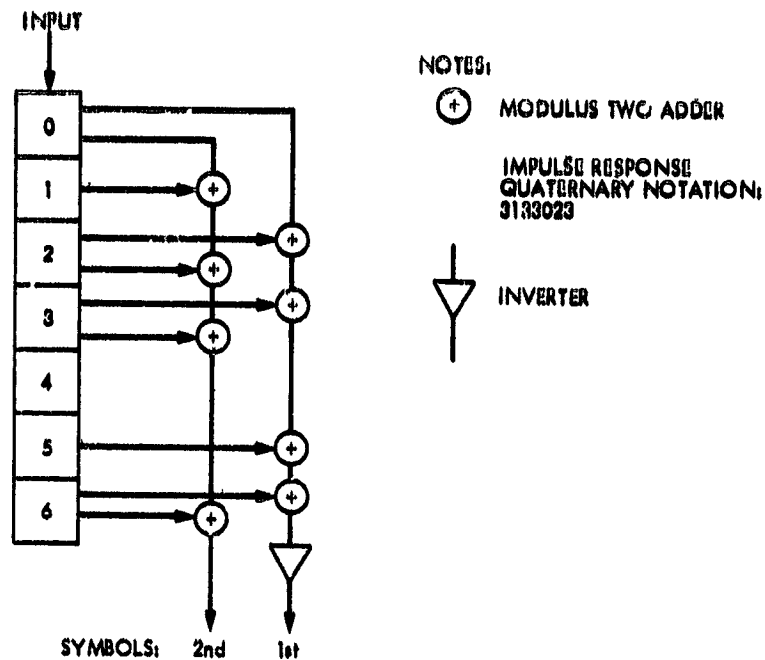 INPUT
0
1
2
3
4
5
6
SYMBOLS: 2nd 1st
NOTES:
+ MODULUS TWO ADDER
IMPULSE RESPONSE
QUATERNARY NOTATION:
3133023
INVERTER
+
+
+
+
+
+
+
+